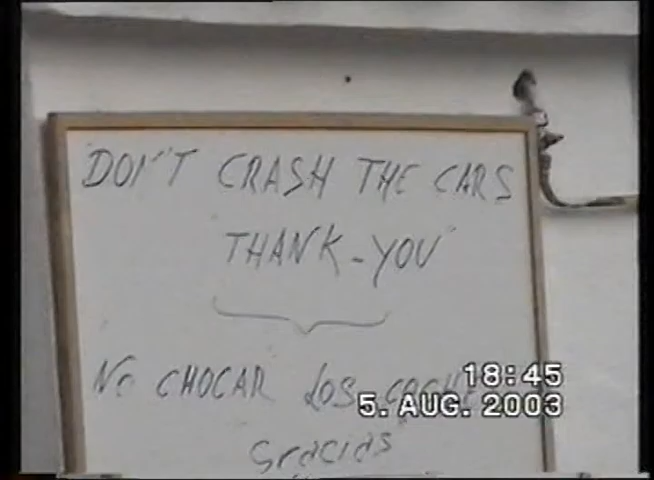 "DON'T CRASH THE CARS
THANK-YOU"
No CHOCAR LOS
Gracias"
18:45
5. AUG. 2003